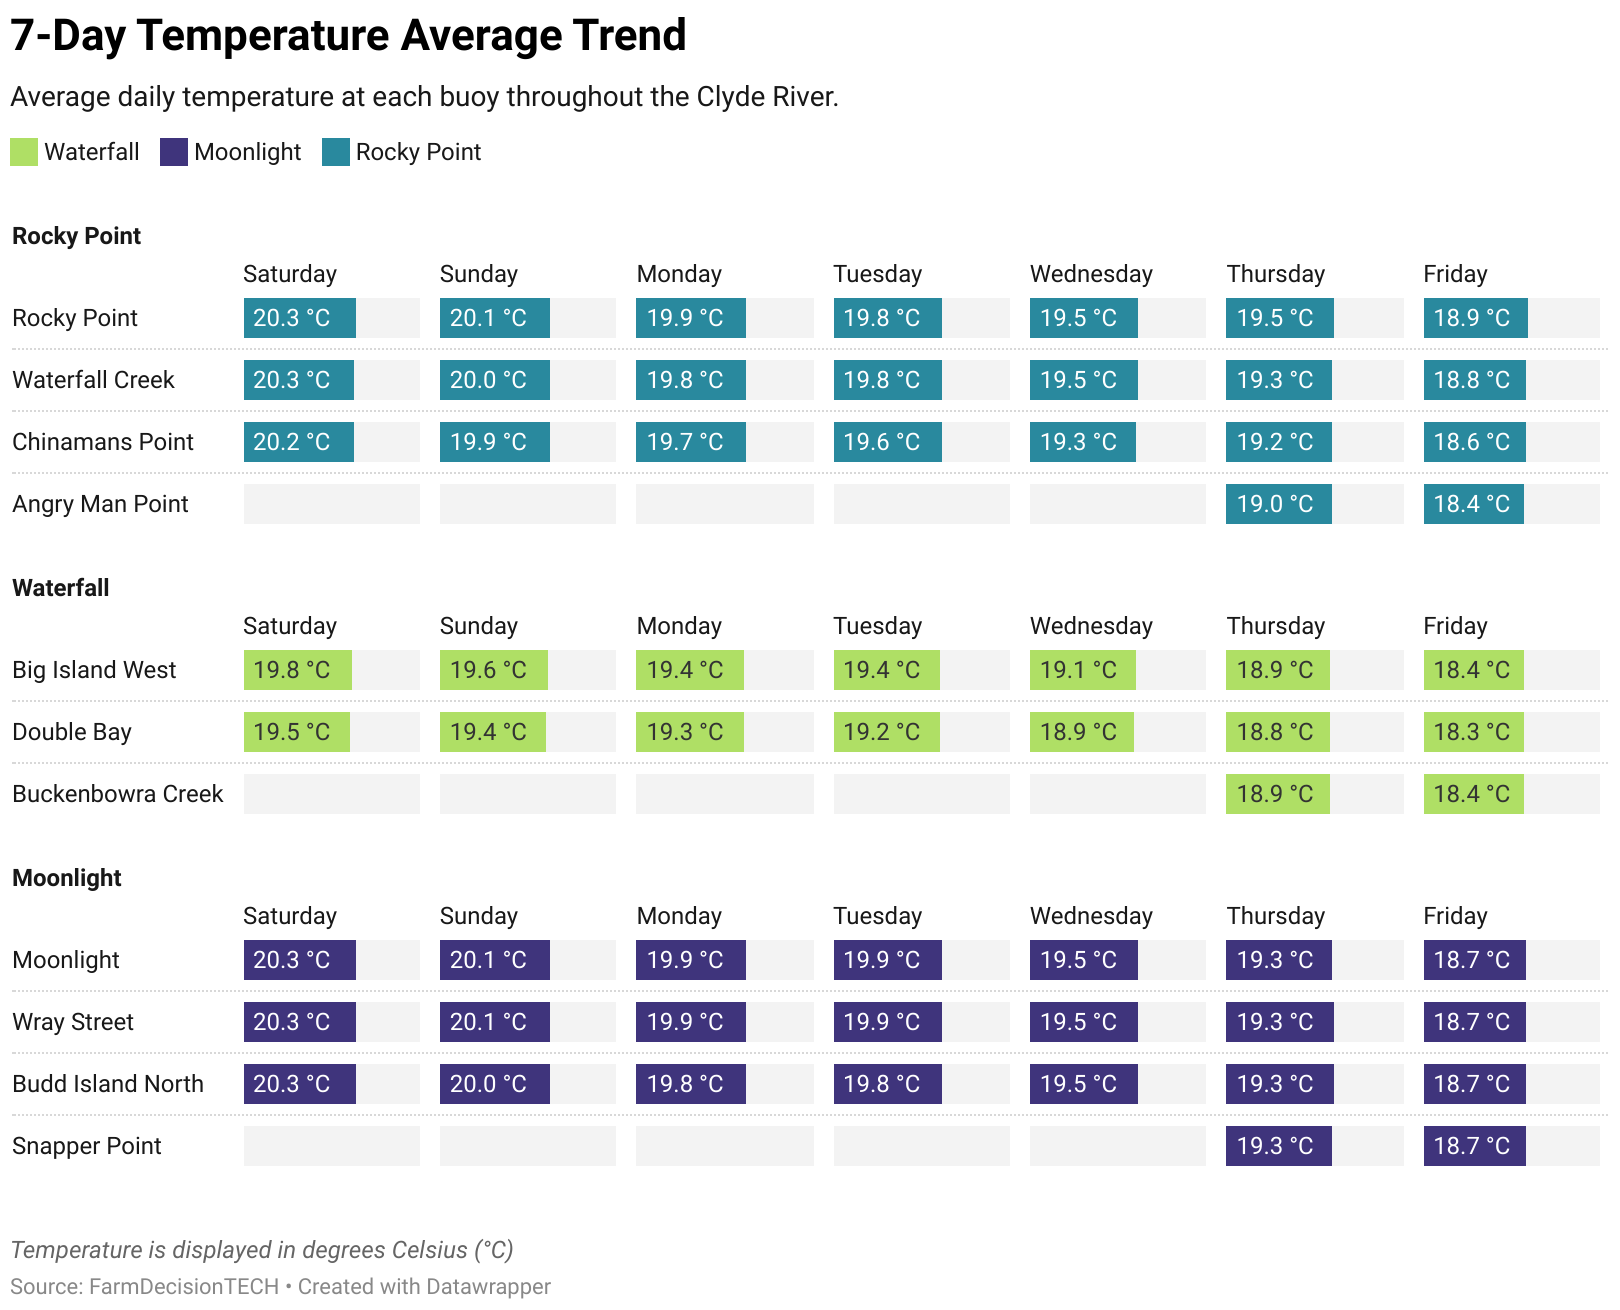 7-Day Temperature Average Trend
Average daily temperature at each buoy throughout the Clyde River.
Waterfall Moonlight Rocky Point
Rocky Point
Saturday Sunday Monday Tuesday Wednesday Thursday Friday
Rocky Point 20.3 °C 20.1 °C 19.9 °C 19.8 °C 19.5 °C 19.5 °C 18.9 °C
Waterfall Creek 20.3 °C 20.0 °C 19.8 °C 19.8 °C 19.5 °C 19.3 °C 18.8 °C
Chinamans Point 20.2 °C 19.9 °C 19.7 °C 19.6 °C 19.3 °C 19.2 °C 18.6 °C
Angry Man Point 19.0 °C 18.4 °C
Waterfall
Saturday Sunday Monday Tuesday Wednesday Thursday Friday
Big Island West 19.8 °C 19.6 °C 19.4 °C 19.4 °C 19.1 °C 18.9 °C 18.4 °C
Double Bay 19.5 °C 19.4 °C 19.3 °C 19.2 °C 18.9 °C 18.8 °C 18.3 °C
Buckenbowra Creek 18.9 °C 18.4 °C
Moonlight
Saturday Sunday Monday Tuesday Wednesday Thursday Friday
Moonlight 20.3 °C 20.1 °C 19.9 °C 19.9 °C 19.5 °C 19.3 °C 18.7 °C
Wray Street 20.3 °C 20.1 °C 19.9 °C 19.9 °C 19.5 °C 19.3 °C 18.7 °C
Budd Island North 20.3 °C 20.0 °C 19.8 °C 19.8 °C 19.5 °C 19.3 °C 18.7 °C
Snapper Point 19.3 °C 18.7 °C
Temperature is displayed in degrees Celsius (°C)
Source: FarmDecisionTECH • Created with Datawrapper